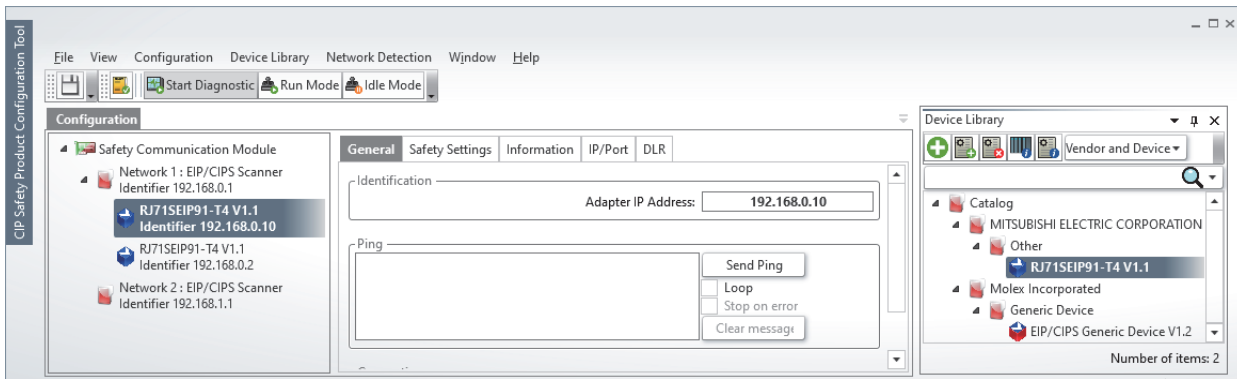 CIP Safety Product Configuration Tool
File View Configuration Device Library Network Detection Window Help
Start Diagnostic Run Mode Idle Mode
Configuration
Safety Communication Module
Network 1 : EIP/CIPS Scanner
Identifier 192.168.0.1
RJ71SEIP91-T4 V1.1
Identifier 192.168.0.10
RJ71SEIP91-T4 V1.1
Identifier 192.168.0.2
Network 2 : EIP/CIPS Scanner
Identifier 192.168.1.1
General Safety Settings Information IP/Port DLR
Identification
Adapter IP Address: 192.168.0.10
Ping
Send Ping
Loop
Stop on error
Clear message
Device Library
Vendor and Device
Catalog
MITSUBISHI ELECTRIC CORPORATION
Other
RJ71SEIP91-T4 V1.1
Molex Incorporated
Generic Device
EIP/CIPS Generic Device V1.2
Number of items: 2